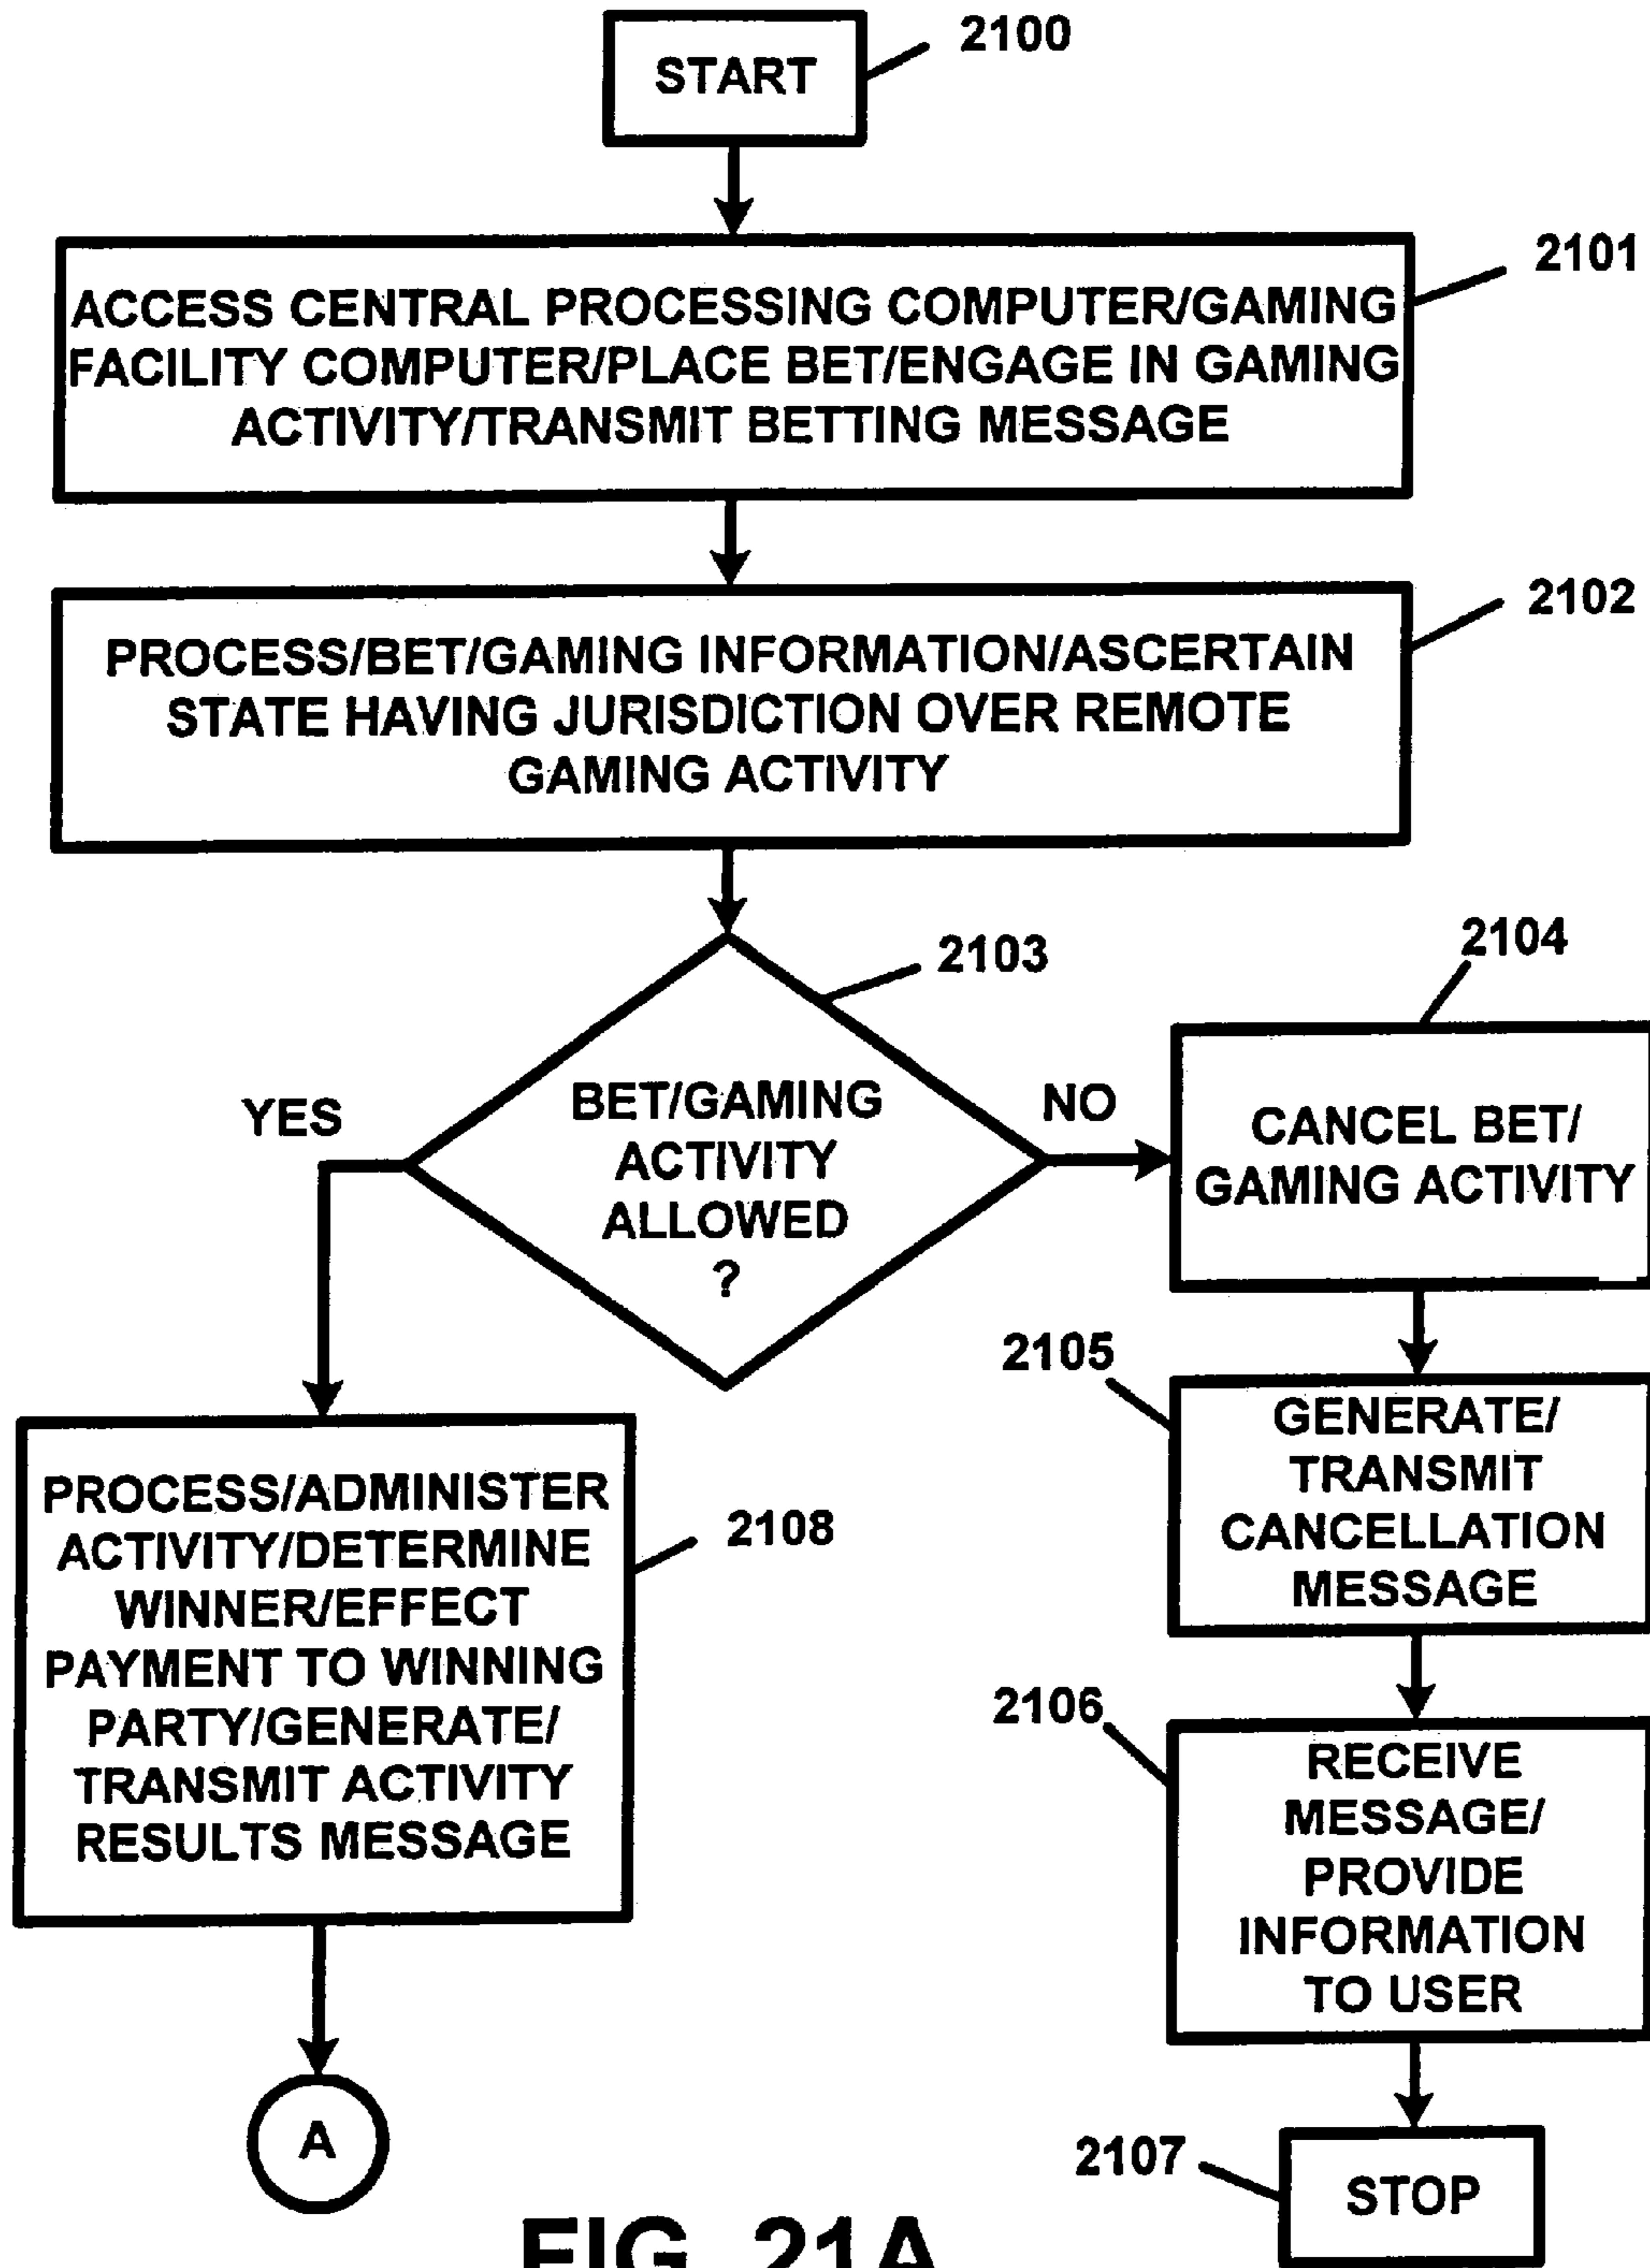 START
2100
ACCESS CENTRAL PROCESSING COMPUTER/GAMING
FACILITY COMPUTER/PLACE BET/ENGAGE IN GAMING
ACTIVITY/TRANSMIT BETTING MESSAGE
2101
PROCESS/BET/GAMING INFORMATION/ASCERTAIN
STATE HAVING JURISDICTION OVER REMOTE
GAMING ACTIVITY
2102
BET/GAMING
ACTIVITY
ALLOWED
?
2103
YES
NO
2104
CANCEL BET/
GAMING ACTIVITY
2105
GENERATE/
TRANSMIT
CANCELLATION
MESSAGE
2106
RECEIVE
MESSAGE/
PROVIDE
INFORMATION
TO USER
2107
STOP
PROCESS/ADMINISTER
ACTIVITY/DETERMINE
WINNER/EFFECT
PAYMENT TO WINNING
PARTY/GENERATE/
TRANSMIT ACTIVITY
RESULTS MESSAGE
2108
A
FIG. 21A